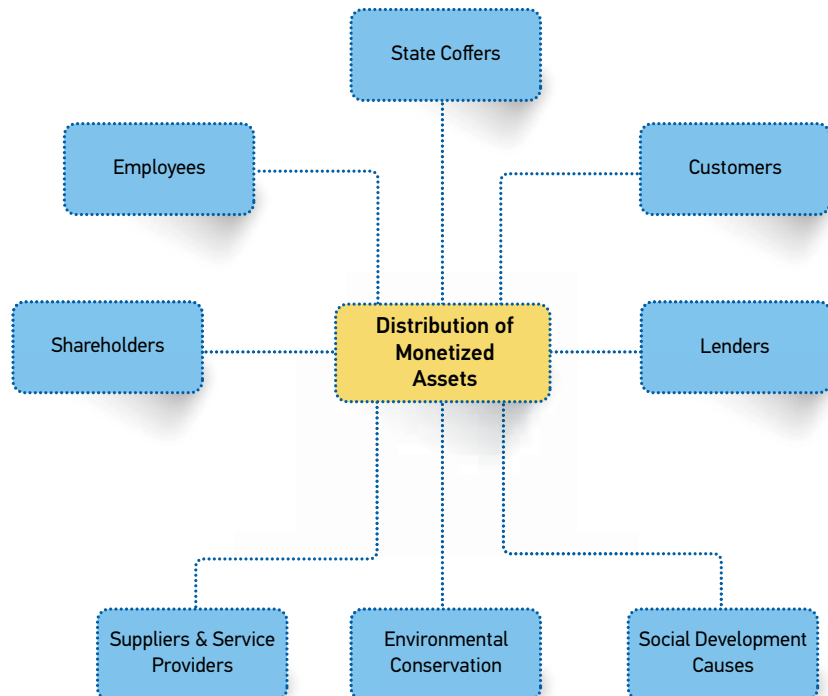 State Coffers
Employees
Customers
Distribution of
Monetized
Assets
Shareholders
Lenders
Suppliers & Service
Providers
Environmental
Conservation
Social Development
Causes